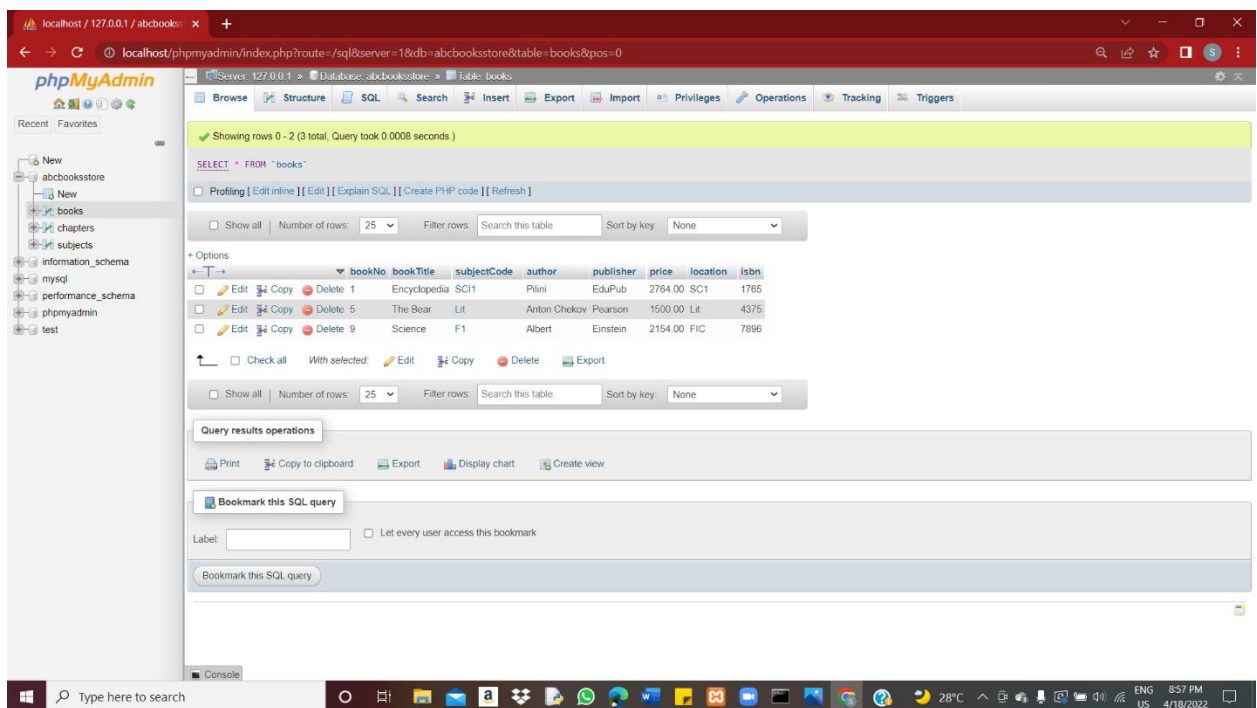 localhost / 127.0.0.1 / abcbooks
localhost/phpmyadmin/index.php?route=/sql&server=1&db=abcbooksstore&table=books&pos=0
S
phpMyAdmin
Recent Favorites
New
abcbooksstore
New
books
chapters
subjects
information_schema
mysql
performance_schema
phpmyadmin
test
Server: 127.0.0.1 » Database: abcbooksstore » Table: books
Browse Structure SQL Search Insert Export Import Privileges Operations Tracking Triggers
Showing rows 0 - 2 (3 total, Query took 0.0008 seconds.)
SELECT * FROM `books`
Profiling [ Edit inline ] [ Edit ] [ Explain SQL ] [ Create PHP code ] [ Refresh ]
Show all | Number of rows: 25 Filter rows: Search this table Sort by key: None
+ Options
←T→ bookNo bookTitle subjectCode author publisher price location isbn
Edit Copy Delete 1 Encyclopedia SCI1 Pilini EduPub 2764.00 SC1 1765
Edit Copy Delete 5 The Bear Lit Anton Chekov Pearson 1500.00 Lit 4375
Edit Copy Delete 9 Science F1 Albert Einstein 2154.00 FIC 7896
Check all With selected: Edit Copy Delete Export
Show all | Number of rows: 25 Filter rows: Search this table Sort by key: None
Query results operations
Print Copy to clipboard Export Display chart Create view
Bookmark this SQL query
Label: Let every user access this bookmark
Bookmark this SQL query
Console
Type here to search
a
W
28°C
ENG
US
8:57 PM
4/18/2022